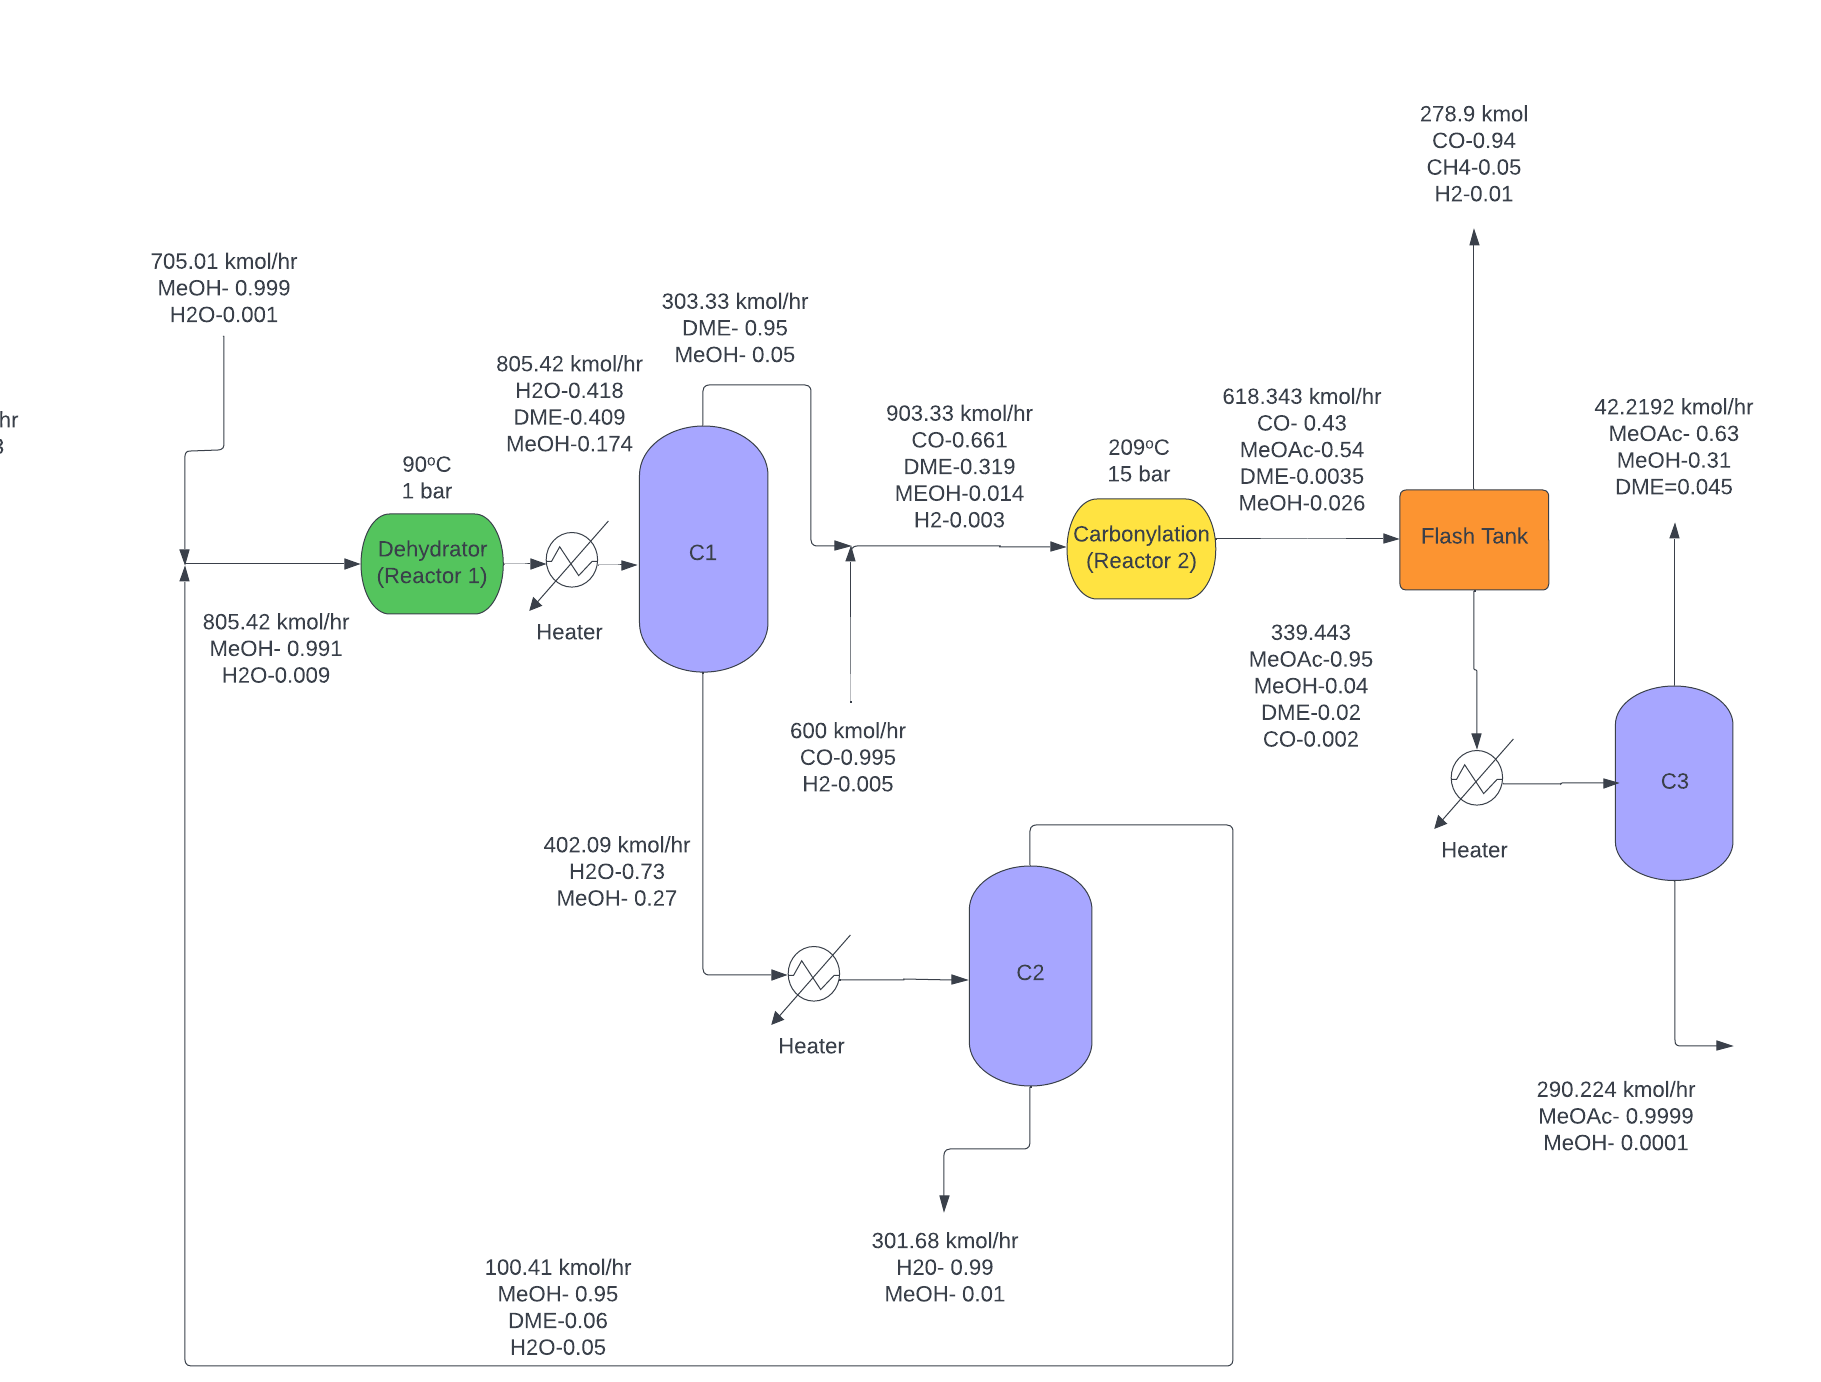 278.9 kmol
CO-0.94
CH4-0.05
H2-0.01
705.01 kmol/hr
MeOH- 0.999
H2O-0.001
303.33 kmol/hr
DME- 0.95
MeOH- 0.05
805.42 kmol/hr
H2O-0.418
DME-0.409
MeOH-0.174
hr
3
903.33 kmol/hr
CO-0.661
DME-0.319
MEOH-0.014
H2-0.003
618.343 kmol/hr
CO- 0.43
MeOAc-0.54
DME-0.0035
MeOH-0.026
42.2192 kmol/hr
MeOAc- 0.63
MeOH-0.31
DME=0.045
90ºC
1 bar
209ºC
15 bar
Dehydrator
(Reactor 1)
Heater
C1
Carbonylation
(Reactor 2)
Flash Tank
805.42 kmol/hr
MeOH- 0.991
H2O-0.009
339.443
MeOAc-0.95
MeOH-0.04
DME-0.02
CO-0.002
600 kmol/hr
CO-0.995
H2-0.005
C3
Heater
402.09 kmol/hr
H2O-0.73
MeOH- 0.27
C2
Heater
290.224 kmol/hr
MeOAc- 0.9999
MeOH- 0.0001
301.68 kmol/hr
H20- 0.99
MeOH- 0.01
100.41 kmol/hr
MeOH- 0.95
DME-0.06
H2O-0.05